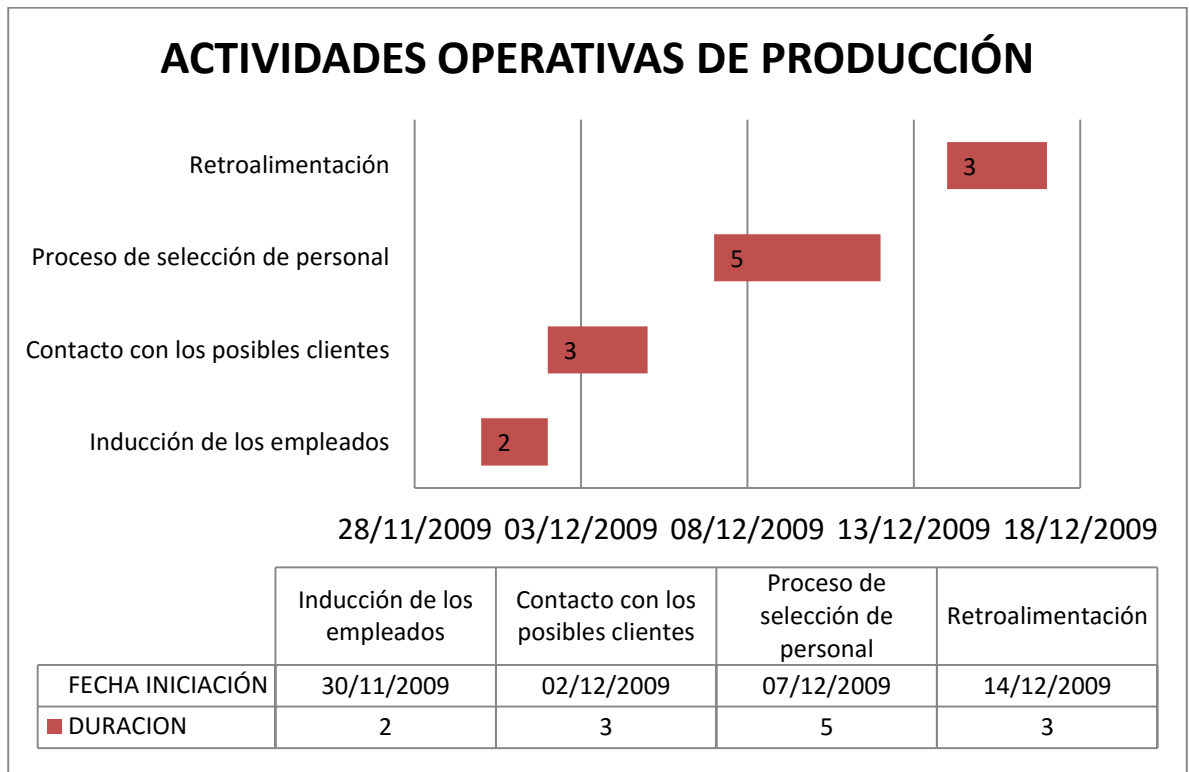 ACTIVIDADES OPERATIVAS DE PRODUCCIÓN
Retroalimentación
3
Proceso de selección de personal
5
Contacto con los posibles clientes
3
Inducción de los empleados
2
28/11/2009 03/12/2009 08/12/2009 13/12/2009 18/12/2009
Inducción de los
empleados
Contacto con los
posibles clientes
Proceso de
selección de
personal
Retroalimentación
FECHA INICIACIÓN 30/11/2009 02/12/2009 07/12/2009 14/12/2009
DURACION 2 3 5 3